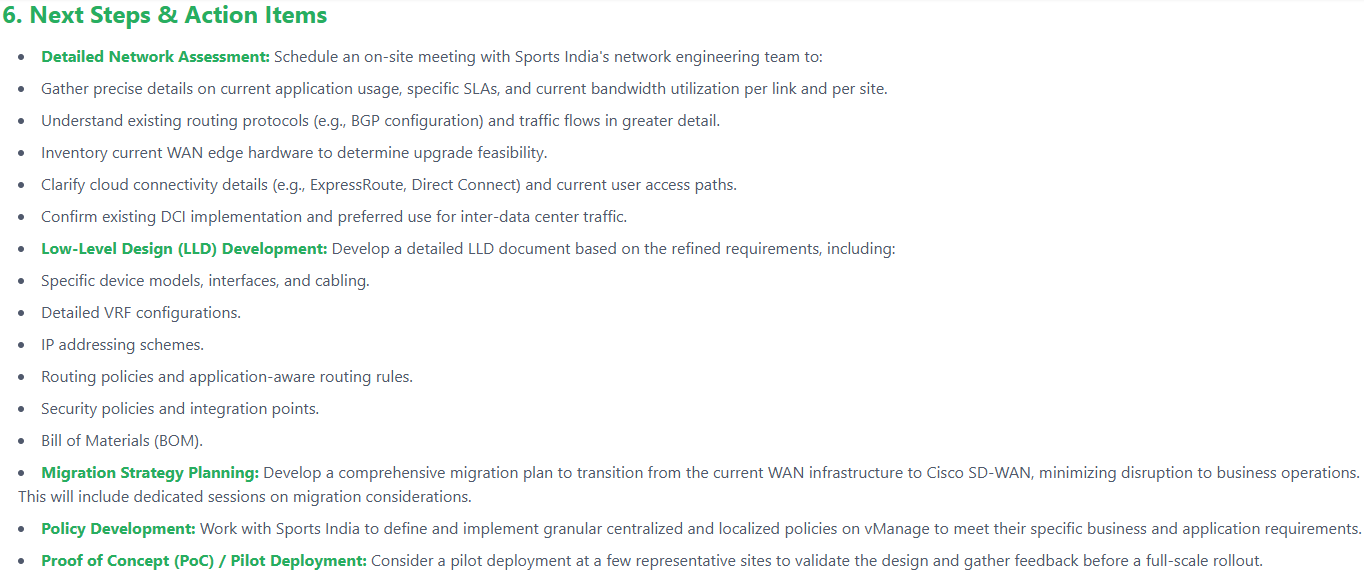 6. Next Steps & Action Items
• Detailed Network Assessment: Schedule an on-site meeting with Sports India's network engineering team to:
• Gather precise details on current application usage, specific SLAs, and current bandwidth utilization per link and per site.
• Understand existing routing protocols (e.g., BGP configuration) and traffic flows in greater detail.
• Inventory current WAN edge hardware to determine upgrade feasibility.
• Clarify cloud connectivity details (e.g., ExpressRoute, Direct Connect) and current user access paths.
• Confirm existing DCI implementation and preferred use for inter-data center traffic.
• Low-Level Design (LLD) Development: Develop a detailed LLD document based on the refined requirements, including:
• Specific device models, interfaces, and cabling.
• Detailed VRF configurations.
• IP addressing schemes.
• Routing policies and application-aware routing rules.
• Security policies and integration points.
• Bill of Materials (BOM).
• Migration Strategy Planning: Develop a comprehensive migration plan to transition from the current WAN infrastructure to Cisco SD-WAN, minimizing disruption to business operations.
This will include dedicated sessions on migration considerations.
• Policy Development: Work with Sports India to define and implement granular centralized and localized policies on vManage to meet their specific business and application requirements.
• Proof of Concept (PoC) / Pilot Deployment: Consider a pilot deployment at a few representative sites to validate the design and gather feedback before a full-scale rollout.